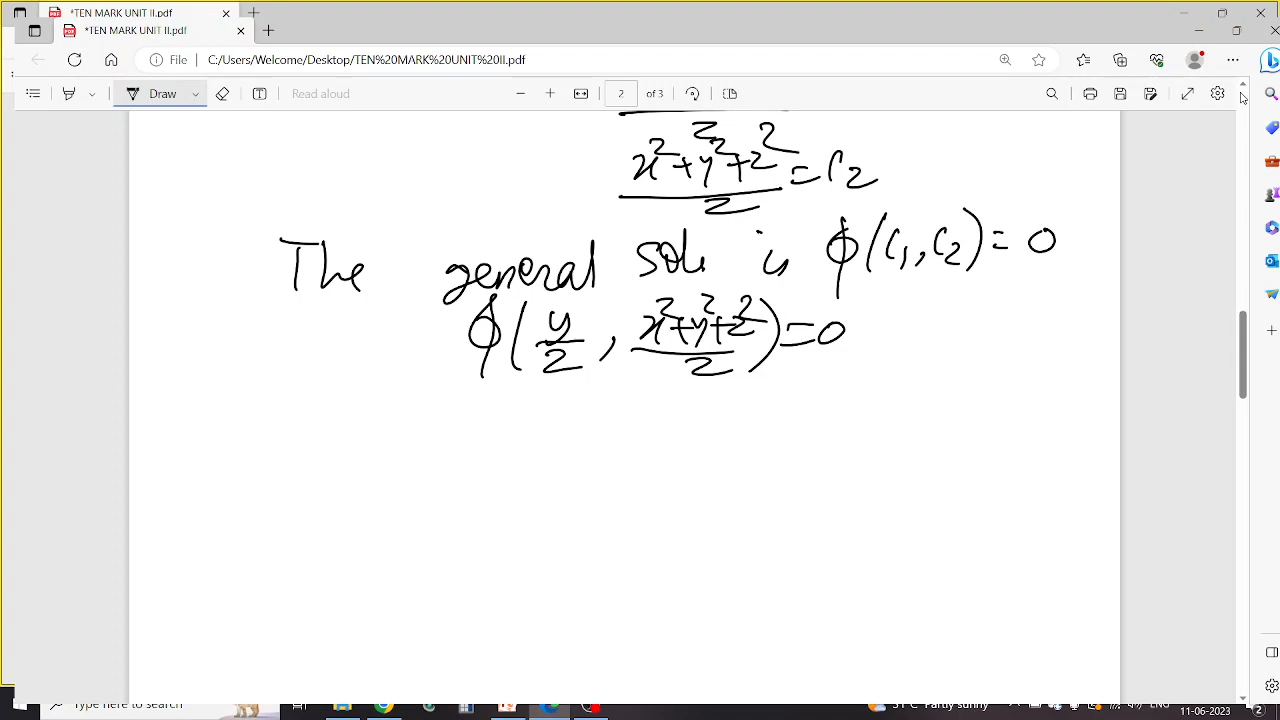 *TEN MARK UNIT II.pdf
*TEN MARK UNIT II.pdf
File C:/Users/Welcome/Desktop/TEN%20MARK%20UNIT%20II.pdf
Draw Read aloud 2 of 3
z
x²+y²+z² = c₂
z
The general soln is ϕ(c₁, c₂) = 0
ϕ(y/z, x²+y²+z²/z) = 0
Type here to search
Partly sunny
11-06-2023